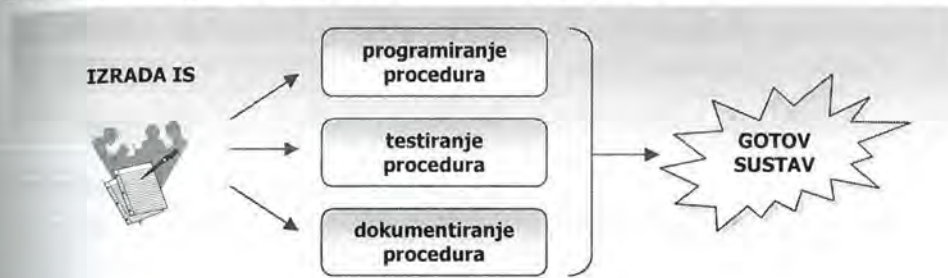 IZRADA IS
programiranje
procedura
testiranje
procedura
dokumentiranje
procedura
GOTOV
SUSTAV